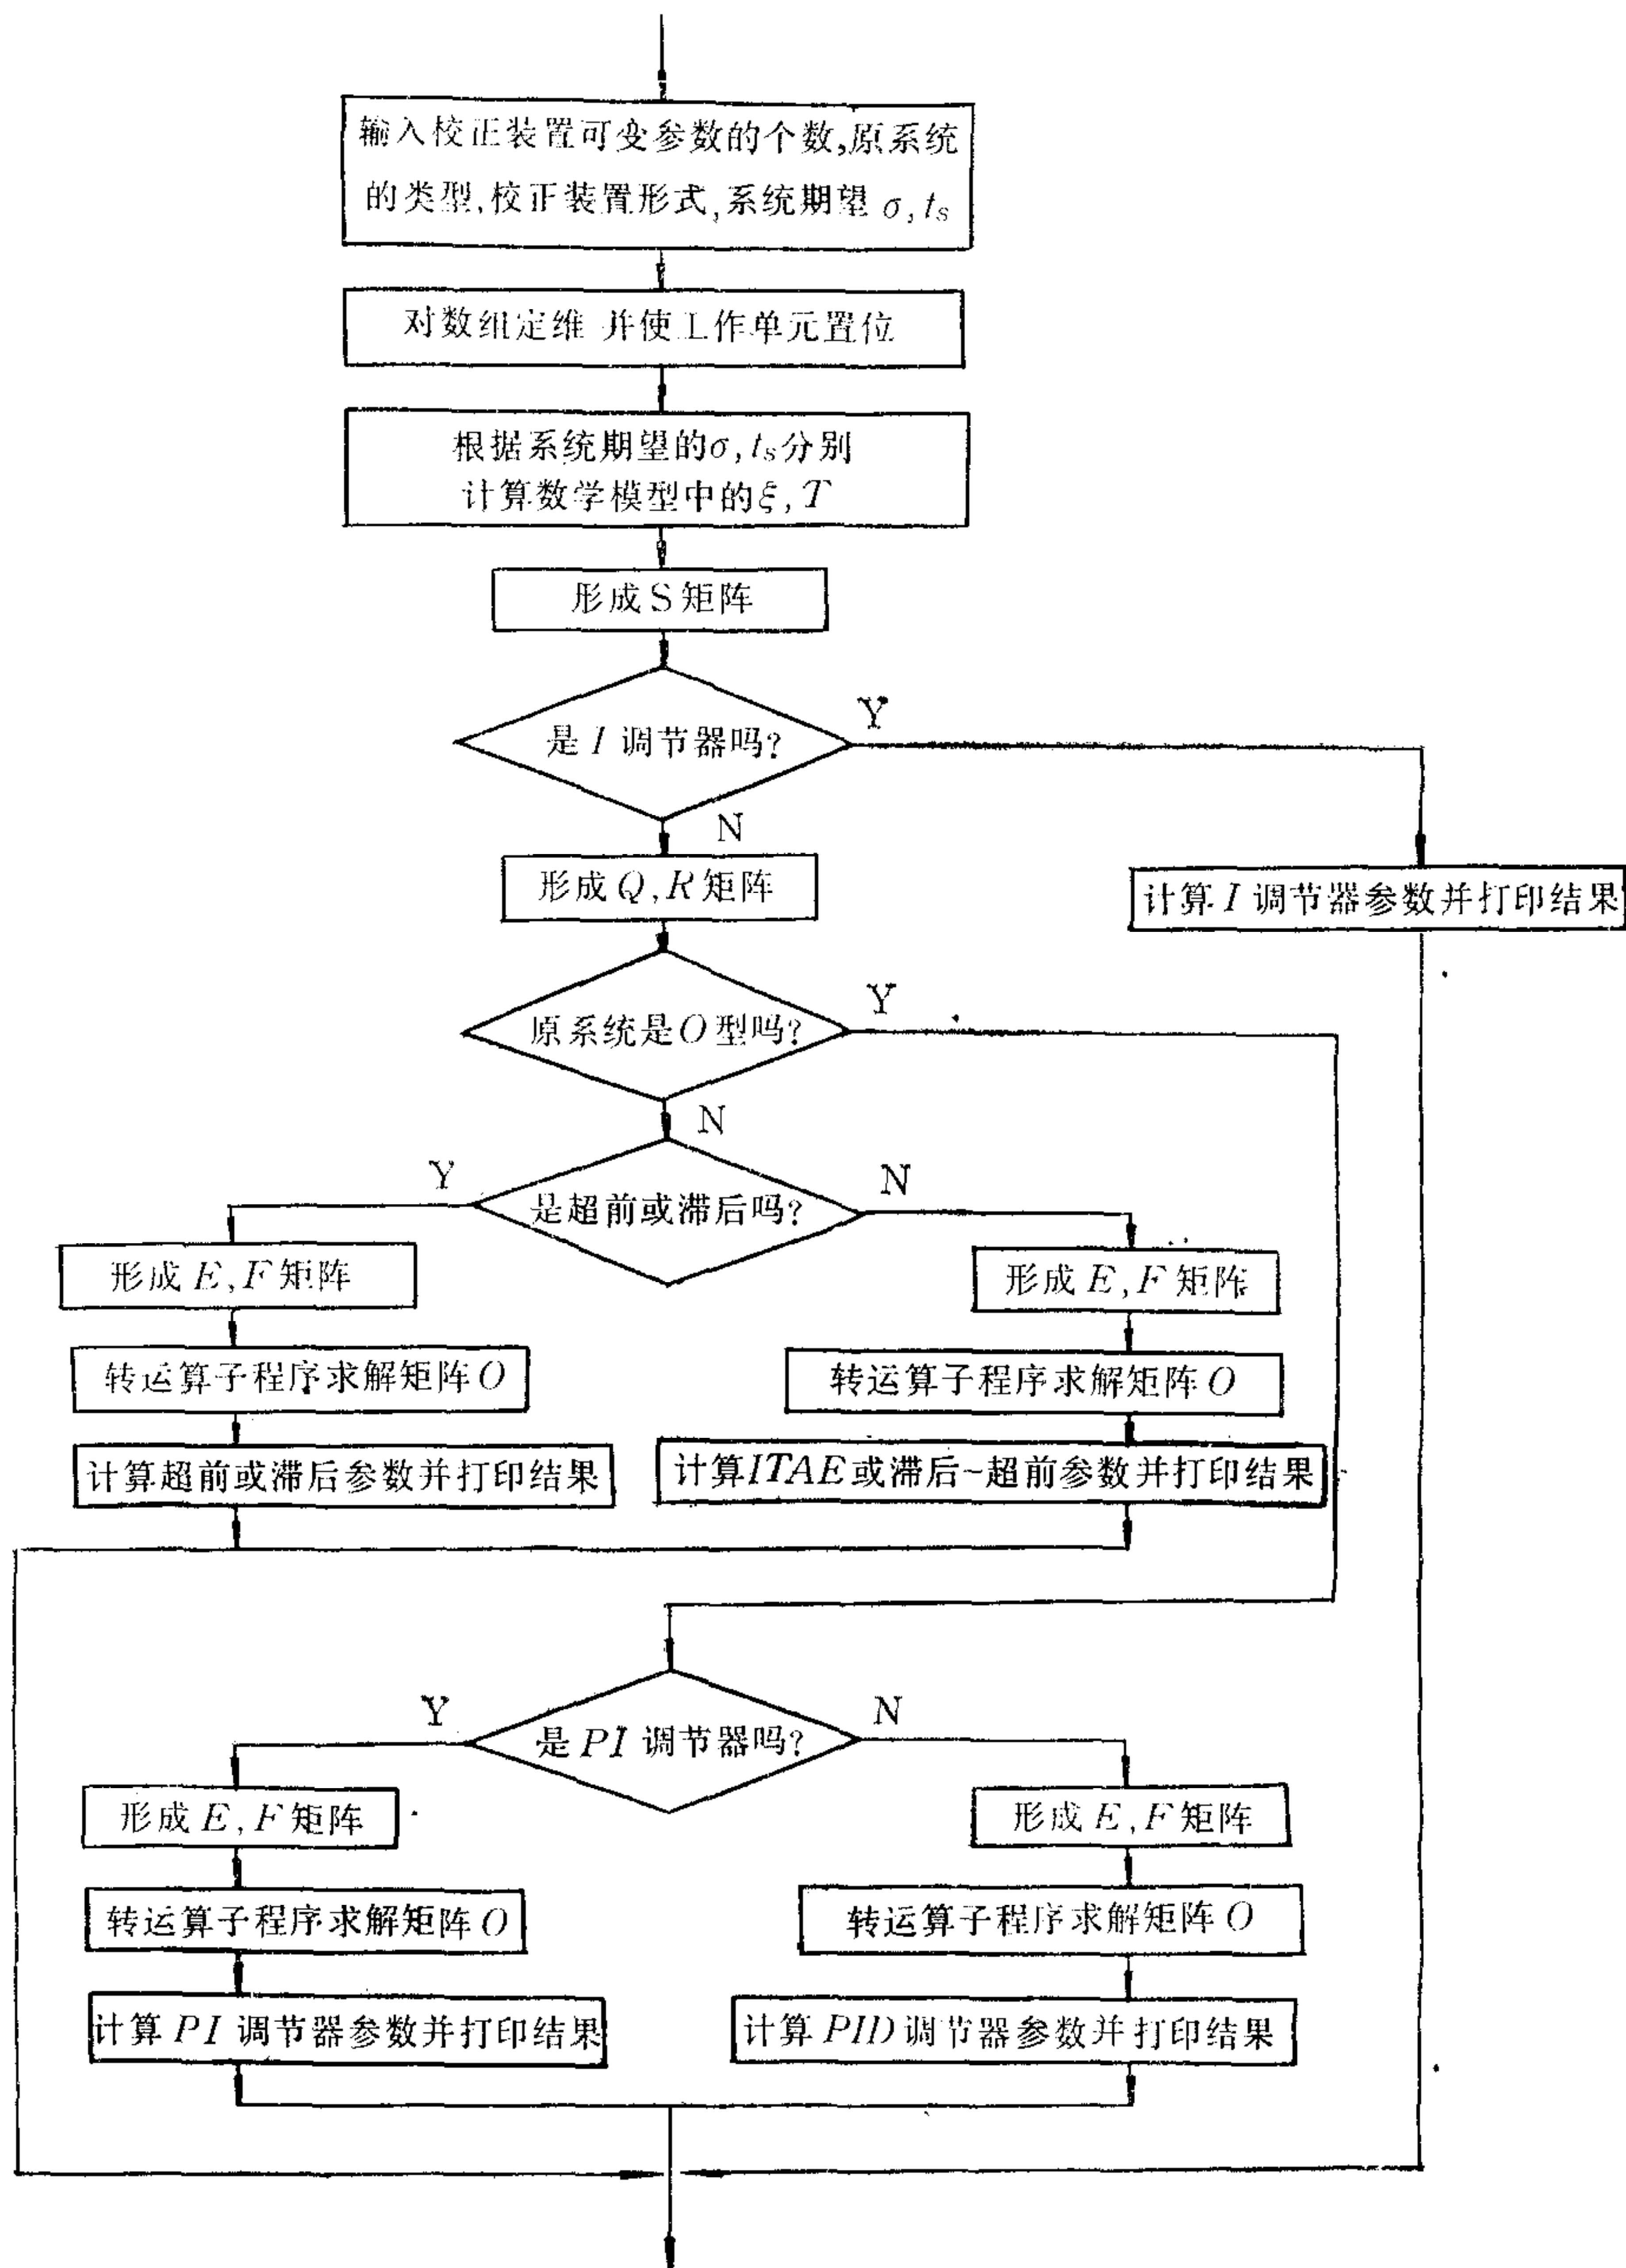 输入校正装置可变参数的个数,原系统
的类型,校正装置形式,系统期望 σ, ts
对数组定维 并使工作单元置位
根据系统期望的σ, ts分别
计算数学模型中的ξ, T
形成S矩阵
是 I 调节器吗?
Y
N
形成 Q, R 矩阵
计算 I 调节器参数并打印结果
原系统是O型吗?
Y
N
是超前或滞后吗?
Y
N
形成 E, F 矩阵
形成 E, F 矩阵
转运算子程序求解矩阵 O
转运算子程序求解矩阵 O
计算超前或滞后参数并打印结果
计算ITAE或滞后~超前参数并打印结果
是 PI 调节器吗?
Y
N
形成 E, F 矩阵
形成 E, F 矩阵
转运算子程序求解矩阵 O
转运算子程序求解矩阵 O
计算 PI 调节器参数并打印结果
计算 PID 调节器参数并打印结果